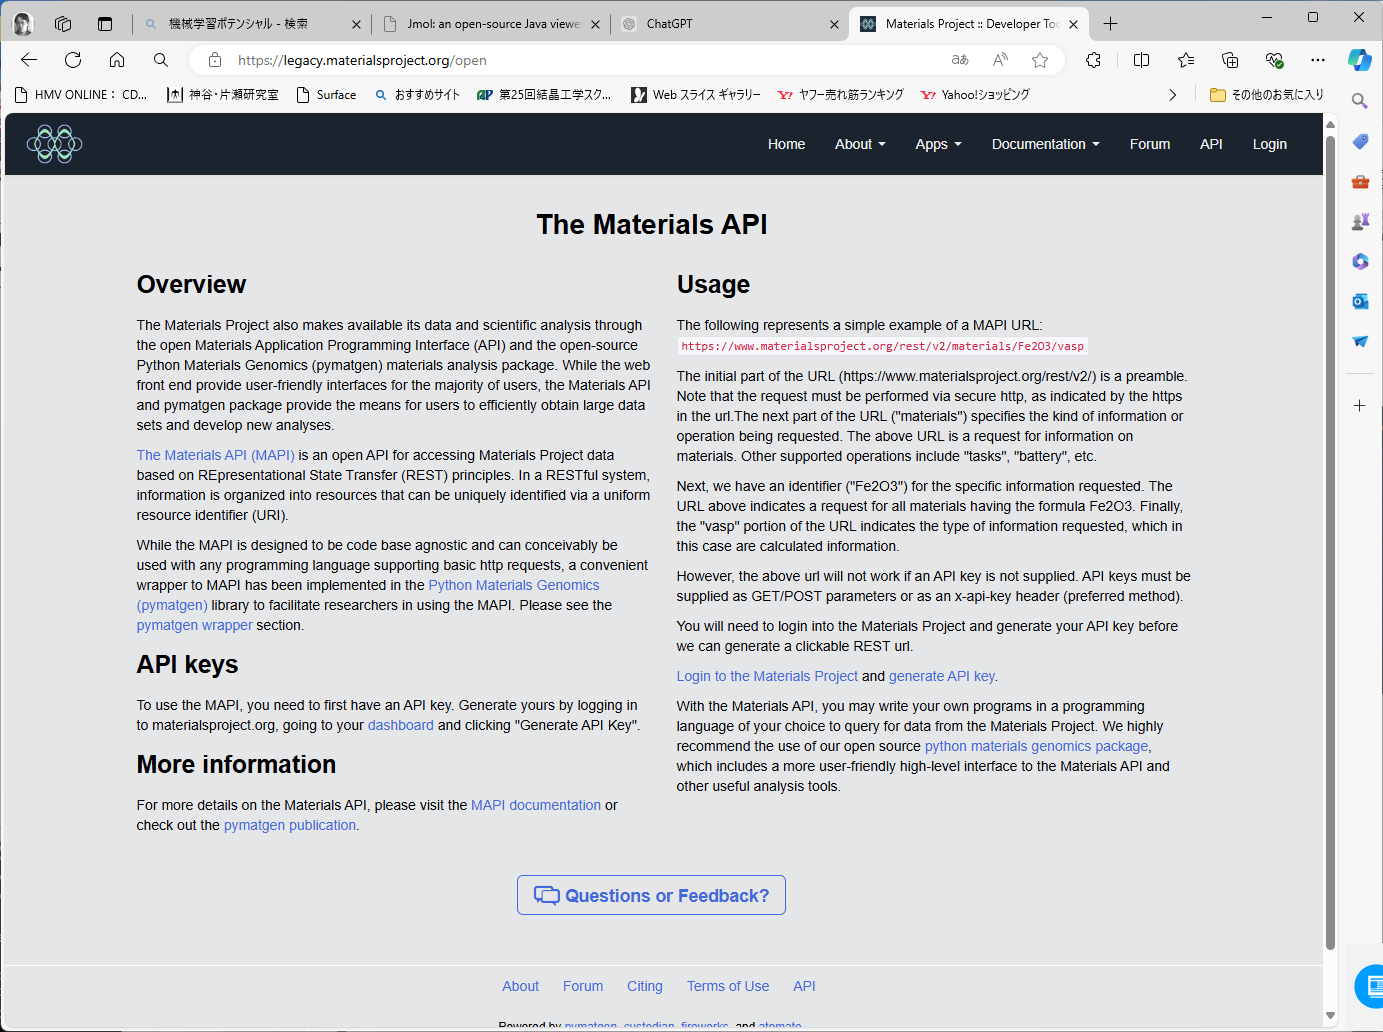 機械学習ポテンシャル - 検索
Jmol: an open-source Java viewe
ChatGPT
Materials Project :: Developer Too
https://legacy.materialsproject.org/open
HMV ONLINE： CD...
神谷・片瀬研究室
Surface
おすすめサイト
第25回結晶工学スク...
Web スライス ギャラリー
ヤフー売れ筋ランキング
Yahoo!ショッピング
その他のお気に入り
Home
About
Apps
Documentation
Forum
API
Login
The Materials API
Overview
The Materials Project also makes available its data and scientific analysis through
the open Materials Application Programming Interface (API) and the open-source
Python Materials Genomics (pymatgen) materials analysis package. While the web
front end provide user-friendly interfaces for the majority of users, the Materials API
and pymatgen package provide the means for users to efficiently obtain large data
sets and develop new analyses.
The Materials API (MAPI) is an open API for accessing Materials Project data
based on REpresentational State Transfer (REST) principles. In a RESTful system,
information is organized into resources that can be uniquely identified via a uniform
resource identifier (URI).
While the MAPI is designed to be code base agnostic and can conceivably be
used with any programming language supporting basic http requests, a convenient
wrapper to MAPI has been implemented in the Python Materials Genomics
(pymatgen) library to facilitate researchers in using the MAPI. Please see the
pymatgen wrapper section.
API keys
To use the MAPI, you need to first have an API key. Generate yours by logging in
to materialsproject.org, going to your dashboard and clicking "Generate API Key".
More information
For more details on the Materials API, please visit the MAPI documentation or
check out the pymatgen publication.
Usage
The following represents a simple example of a MAPI URL:
https://www.materialsproject.org/rest/v2/materials/Fe2O3/vasp
The initial part of the URL (https://www.materialsproject.org/rest/v2/) is a preamble.
Note that the request must be performed via secure http, as indicated by the https
in the url.The next part of the URL ("materials") specifies the kind of information or
operation being requested. The above URL is a request for information on
materials. Other supported operations include "tasks", "battery", etc.
Next, we have an identifier ("Fe2O3") for the specific information requested. The
URL above indicates a request for all materials having the formula Fe2O3. Finally,
the "vasp" portion of the URL indicates the type of information requested, which in
this case are calculated information.
However, the above url will not work if an API key is not supplied. API keys must be
supplied as GET/POST parameters or as an x-api-key header (preferred method).
You will need to login into the Materials Project and generate your API key before
we can generate a clickable REST url.
Login to the Materials Project and generate API key.
With the Materials API, you may write your own programs in a programming
language of your choice to query for data from the Materials Project. We highly
recommend the use of our open source python materials genomics package,
which includes a more user-friendly high-level interface to the Materials API and
other useful analysis tools.
Questions or Feedback?
About
Forum
Citing
Terms of Use
API
Powered by pymatgen, custodian, fireworks, and atomate